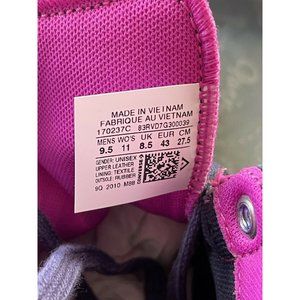 MADE IN VIETNAM
FABRIQUE AU VIETNAM
170237C 83RVD7G300039
MENS WO'S UK EUR CM
9.5 11 8.5 43 27.5
GENDER: UNISEX
UPPER: LEATHER
LINING: TEXTILE
OUTSOLE: RUBBER
SQ 2010 M88